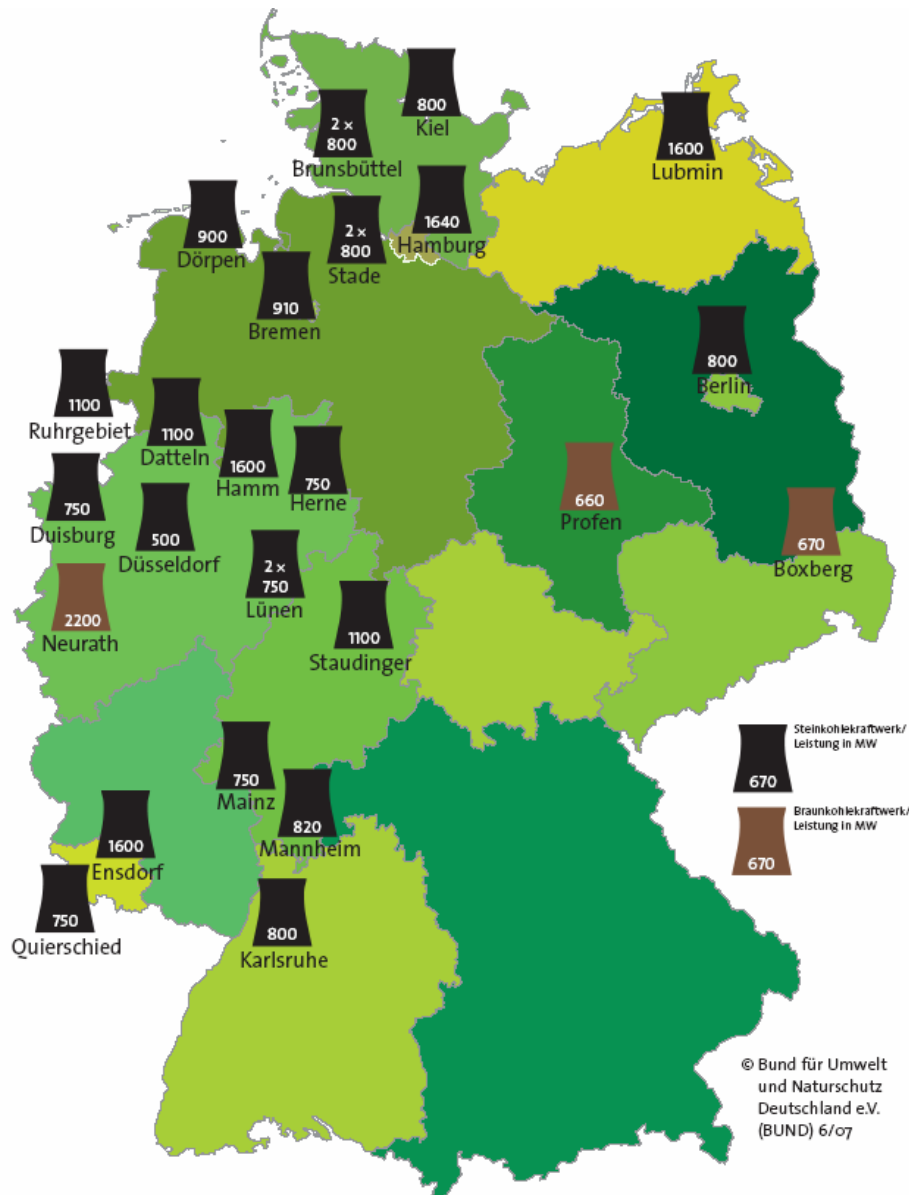 800
Kiel
2 ×
800
Brunsbüttel
1600
Lubmin
900
Dörpen
2 ×
800
Stade
1640
Hamburg
910
Bremen
800
Berlin
1100
Ruhrgebiet
1100
Datteln
1600
Hamm
750
Herne
750
Duisburg
500
Düsseldorf
2 ×
750
Lünen
660
Profen
670
Boxberg
2200
Neurath
1100
Staudinger
750
Mainz
820
Mannheim
1600
Ensdorf
750
Quierschied
800
Karlsruhe
Steinkohlekraftwerk/
Leistung in MW
670
Braunkohlekraftwerk/
Leistung in MW
670
© Bund für Umwelt
und Naturschutz
Deutschland e.V.
(BUND) 6/07